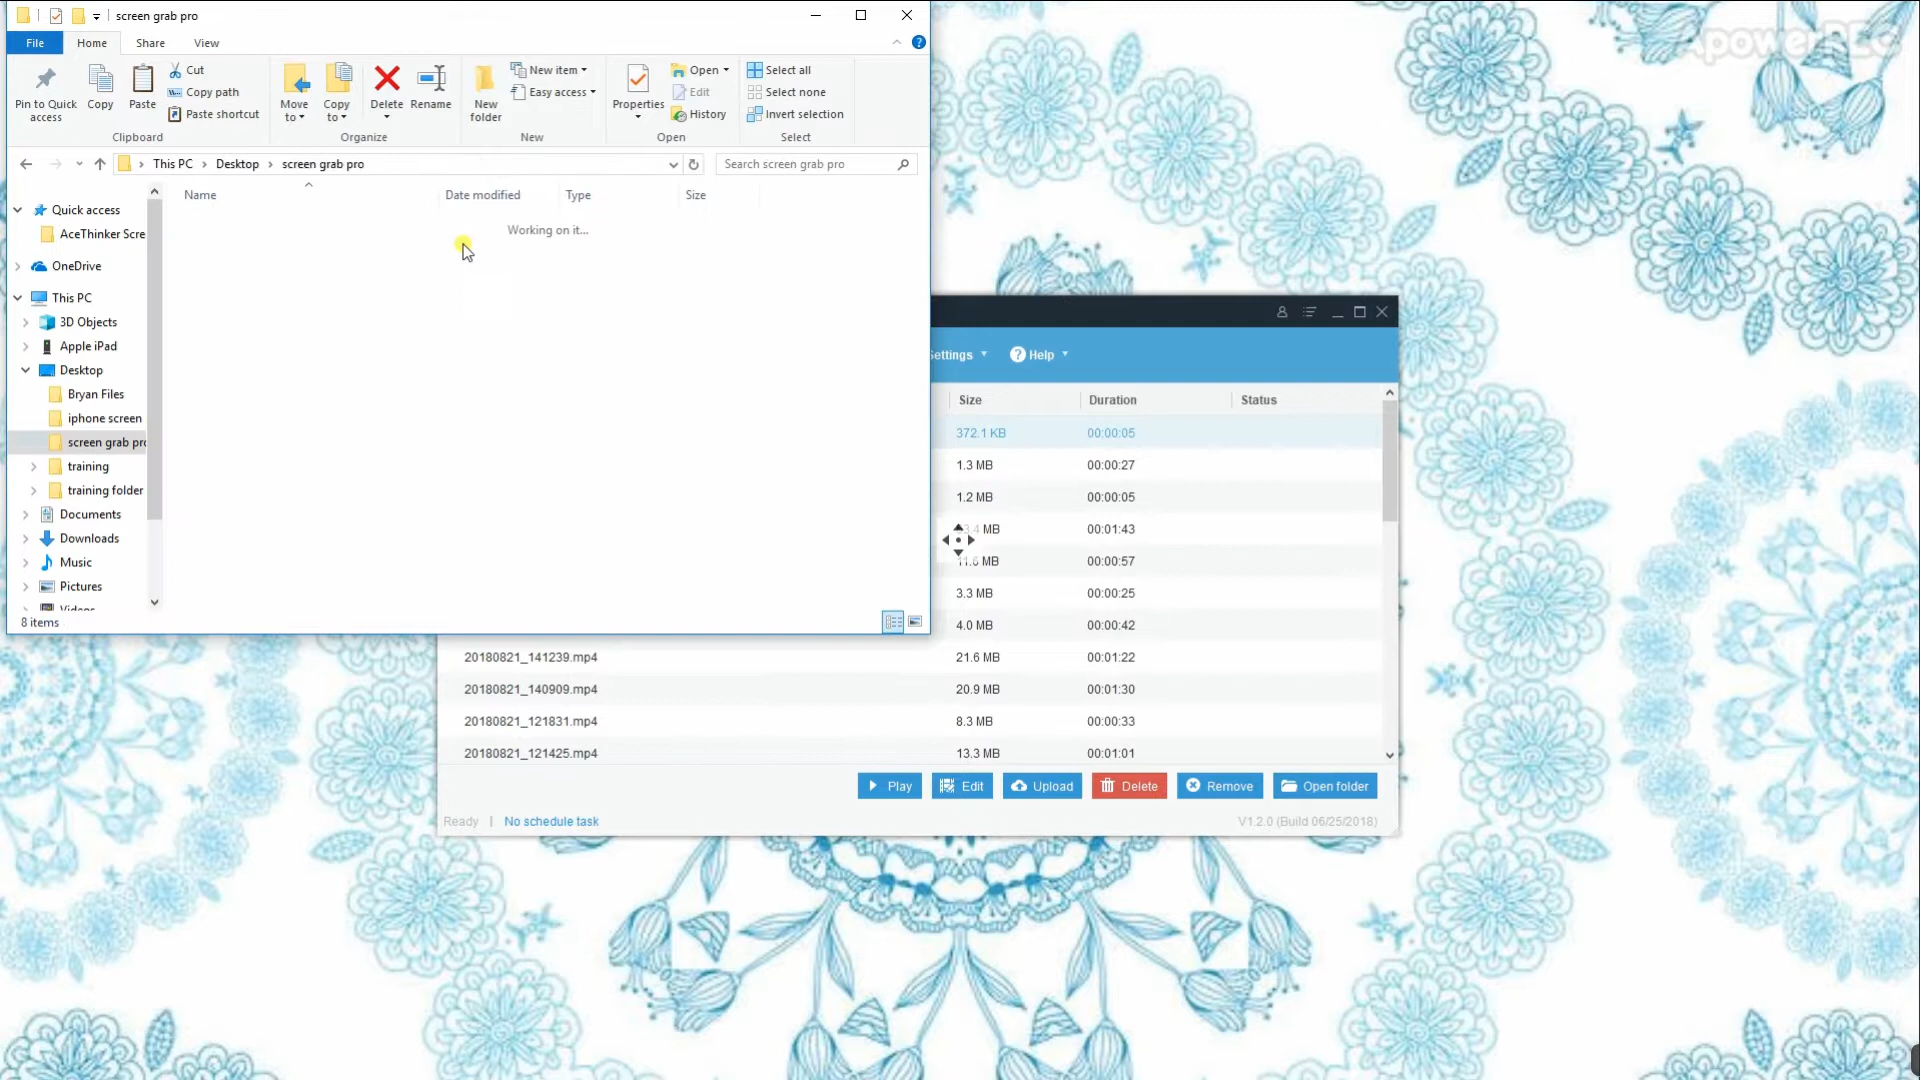 screen grab pro
ApowerREC
File Home Share View
Pin to Quick access
Copy
Paste
Cut
Copy path
Paste shortcut
Clipboard
Move to
Copy to
Delete
Rename
Organize
New folder
New item
Easy access
New
Properties
Open
Edit
History
Open
Select all
Select none
Invert selection
Select
This PC Desktop screen grab pro
Search screen grab pro
Name Date modified Type Size
Working on it...
Quick access
AceThinker Scre
OneDrive
This PC
3D Objects
Apple iPad
Desktop
Bryan Files
iphone screen
screen grab pro
training
training folder
Documents
Downloads
Music
Pictures
Videos
8 items
Settings Help
Size Duration Status
372.1 KB 00:00:05
1.3 MB 00:00:27
1.2 MB 00:00:05
MB 00:01:43
11.6 MB 00:00:57
3.3 MB 00:00:25
4.0 MB 00:00:42
20180821_141239.mp4 21.6 MB 00:01:22
20180821_140909.mp4 20.9 MB 00:01:30
20180821_121831.mp4 8.3 MB 00:00:33
20180821_121425.mp4 13.3 MB 00:01:01
Play Edit Upload Delete Remove Open folder
Ready | No schedule task V1.2.0 (Build 06/25/2018)